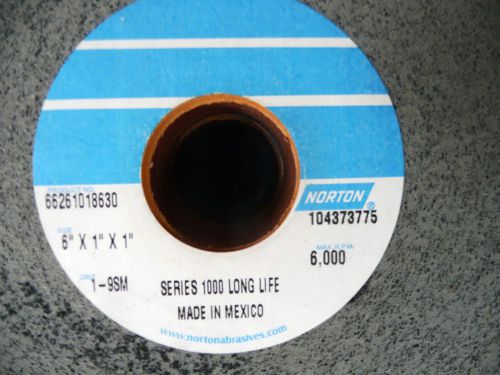 PRODUCT NO.
66261018630
NORTON®
104373775
SIZE
6" X 1" X 1"
MAX. R.P.M.
6,000
1-9SM
SERIES 1000 LONG LIFE
MADE IN MEXICO
www.nortonabrasives.com